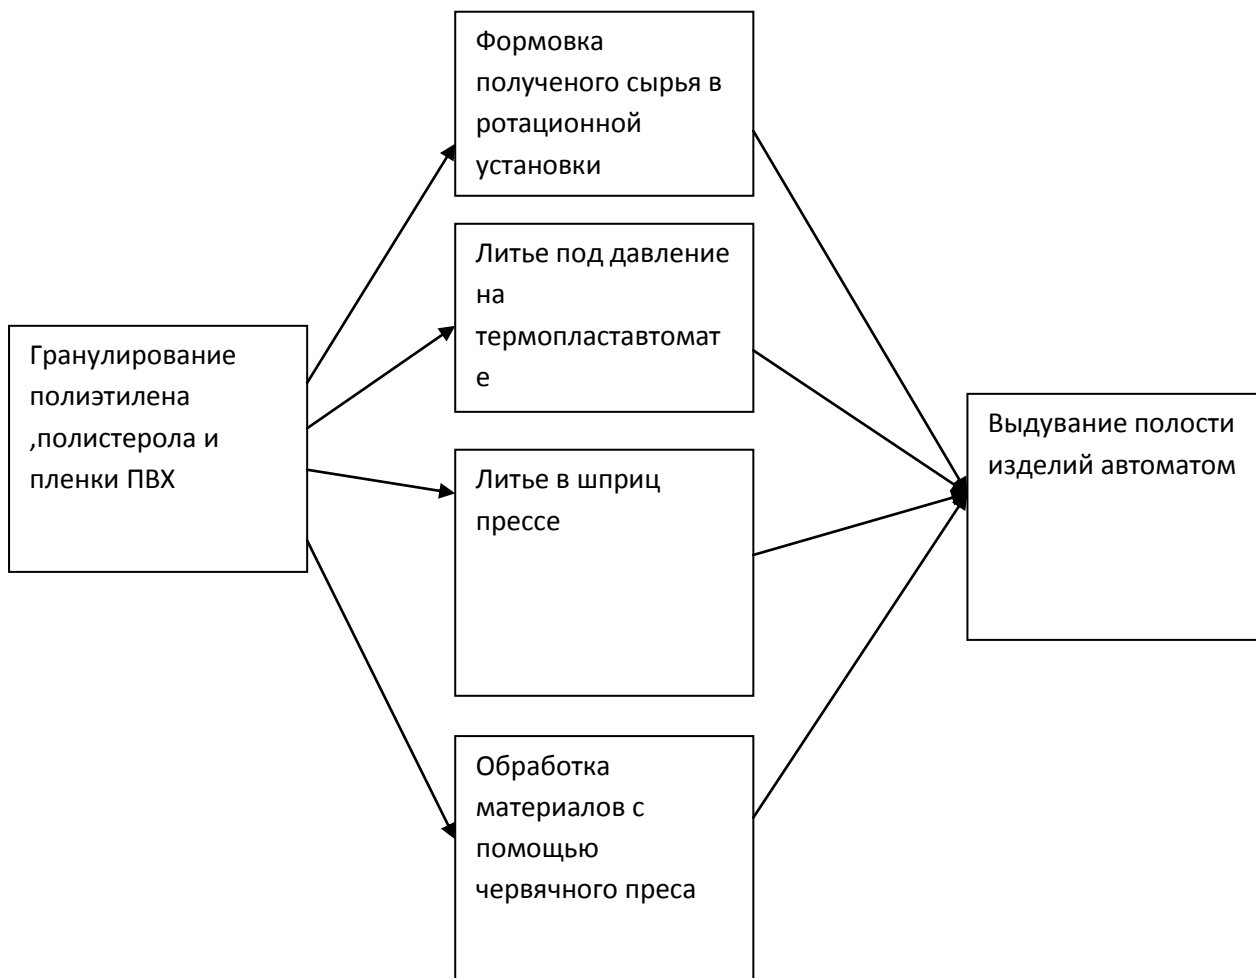 Формовка
полученого сырья в
ротационной
установки
Литье под давление
на
термопластавтомат
е
Гранулирование
полиэтилена
,полистерола и
пленки ПВХ
Литье в шприц
прессе
Выдувание полости
изделий автоматом
Обработка
материалов с
помощью
червячного преса